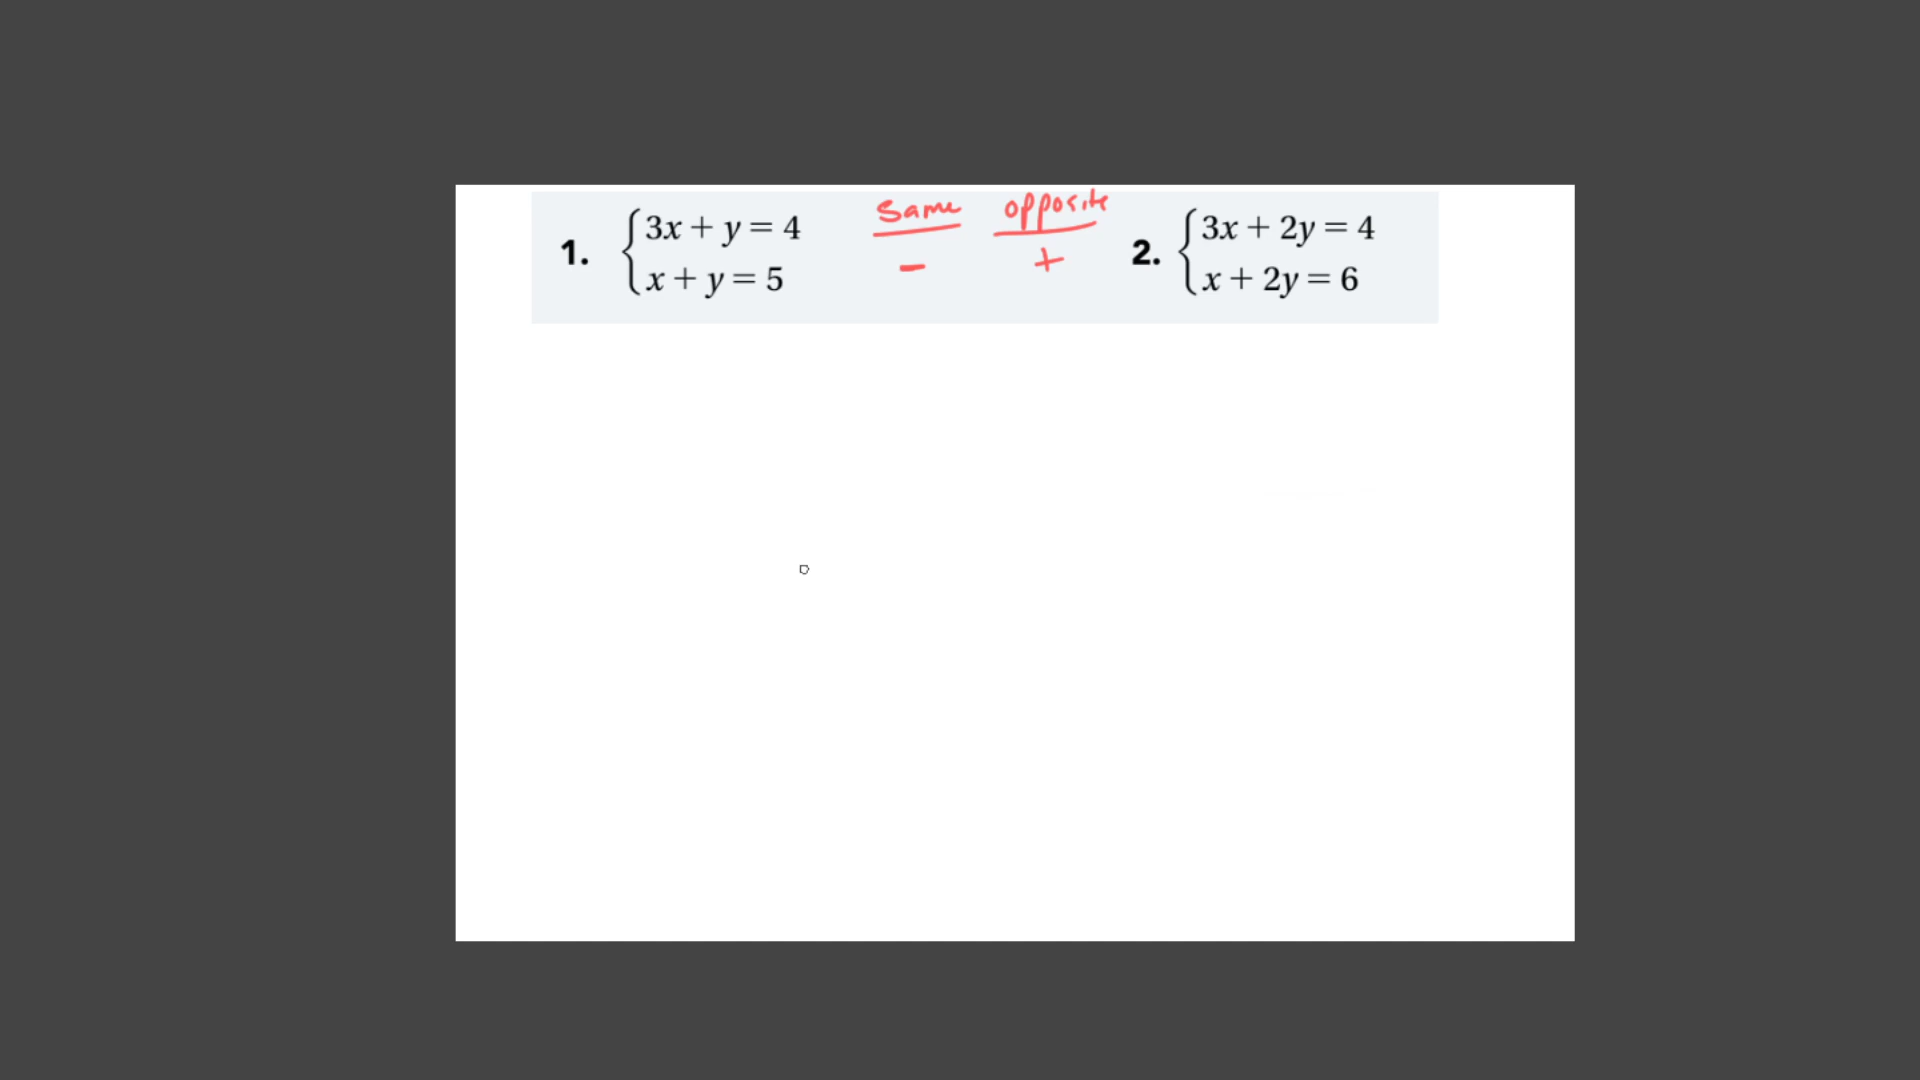 1. 3x + y = 4
x + y = 5
same opposite
- +
2. 3x + 2y = 4
x + 2y = 6